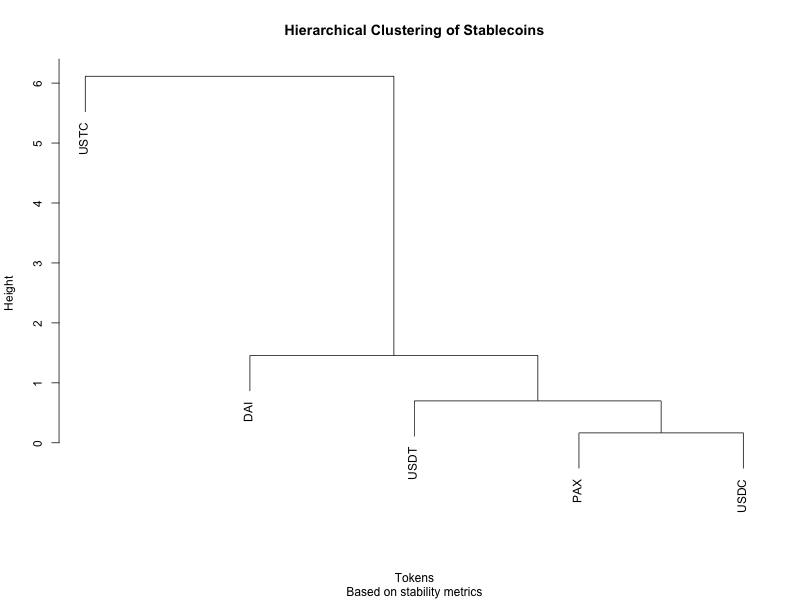 Hierarchical Clustering of Stablecoins
Height
6
5
4
3
2
1
0
USTC
DAI
USDT
PAX
USDC
Tokens
Based on stability metrics